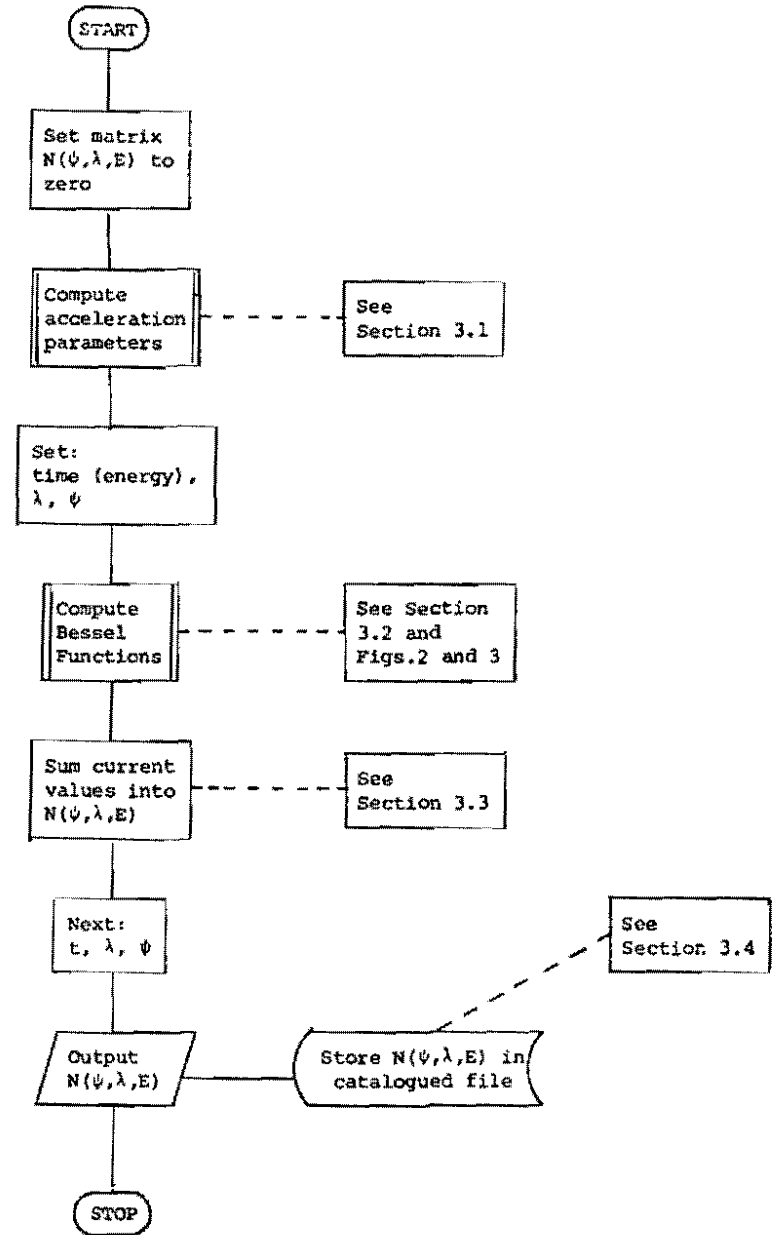 START
Set matrix
N(ψ,λ,E) to
zero
Compute
acceleration
parameters
See
Section 3.1
Set:
time (energy),
λ, ψ
Compute
Bessel
Functions
See Section
3.2 and
Figs.2 and 3
Sum current
values into
N(ψ,λ,E)
See
Section 3.3
Next:
t, λ, ψ
See
Section 3.4
Output
N(ψ,λ,E)
Store N(ψ,λ,E) in
catalogued file
STOP